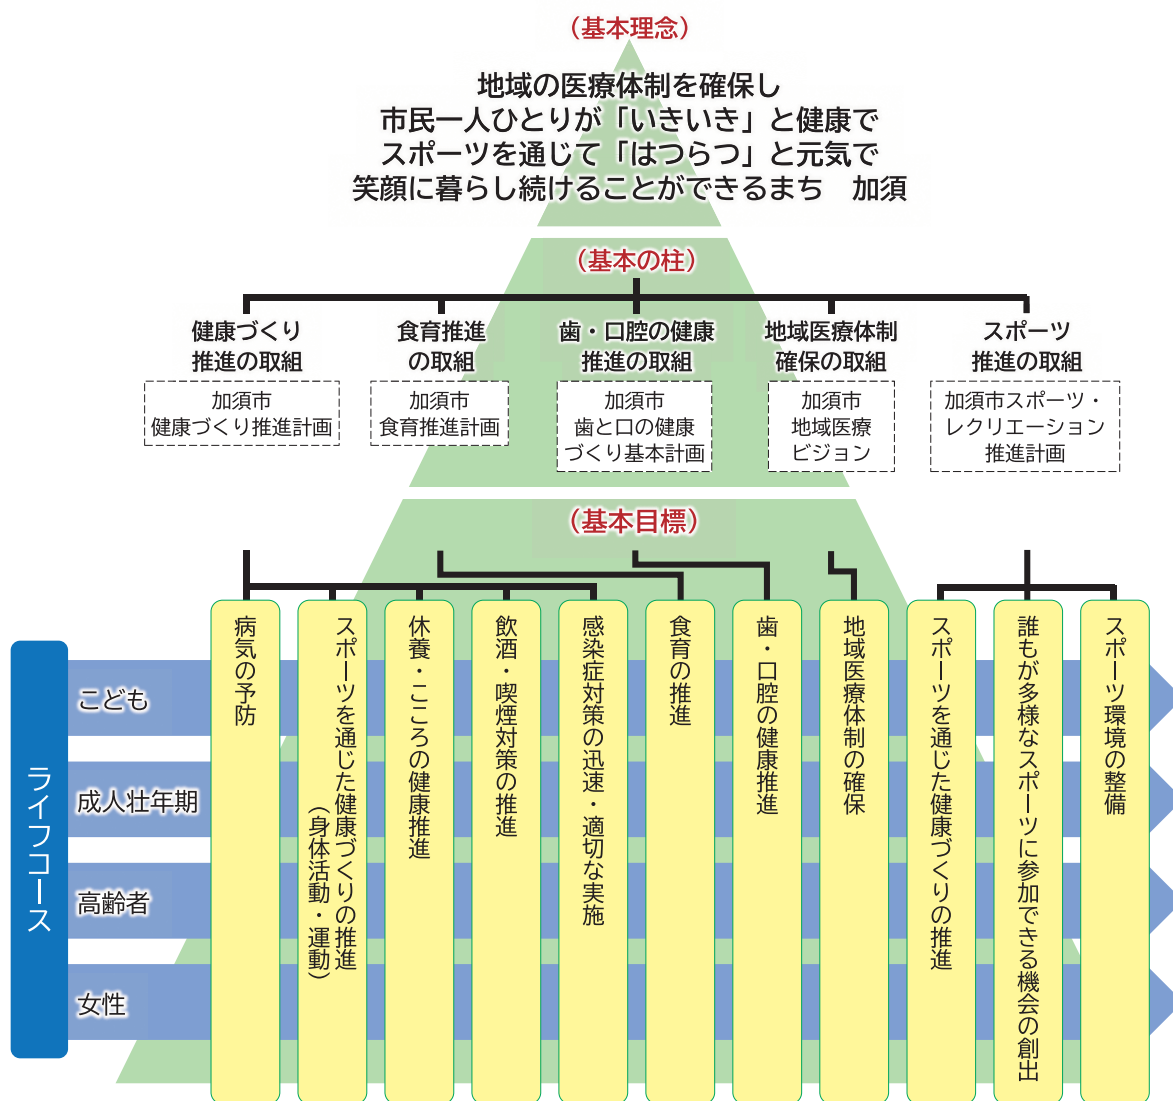 （基本理念）
地域の医療体制を確保し
市民一人ひとりが「いきいき」と健康で
スポーツを通じて「はつらつ」と元気で
笑顔に暮らし続けることができるまち　加須
（基本の柱）
健康づくり
推進の取組
加須市
健康づくり推進計画
食育推進
の取組
加須市
食育推進計画
歯・口腔の健康
推進の取組
加須市
歯と口の健康
づくり基本計画
地域医療体制
確保の取組
加須市
地域医療
ビジョン
スポーツ
推進の取組
加須市スポーツ・
レクリエーション
推進計画
（基本目標）
病気の予防
スポーツを通じた健康づくりの推進
（身体活動・運動）
休養・こころの健康推進
飲酒・喫煙対策の推進
感染症対策の迅速・適切な実施
食育の推進
歯・口腔の健康推進
地域医療体制の確保
スポーツを通じた健康づくりの推進
誰もが多様なスポーツに参加できる機会の創出
スポーツ環境の整備
ライフコース
こども
成人壮年期
高齢者
女性